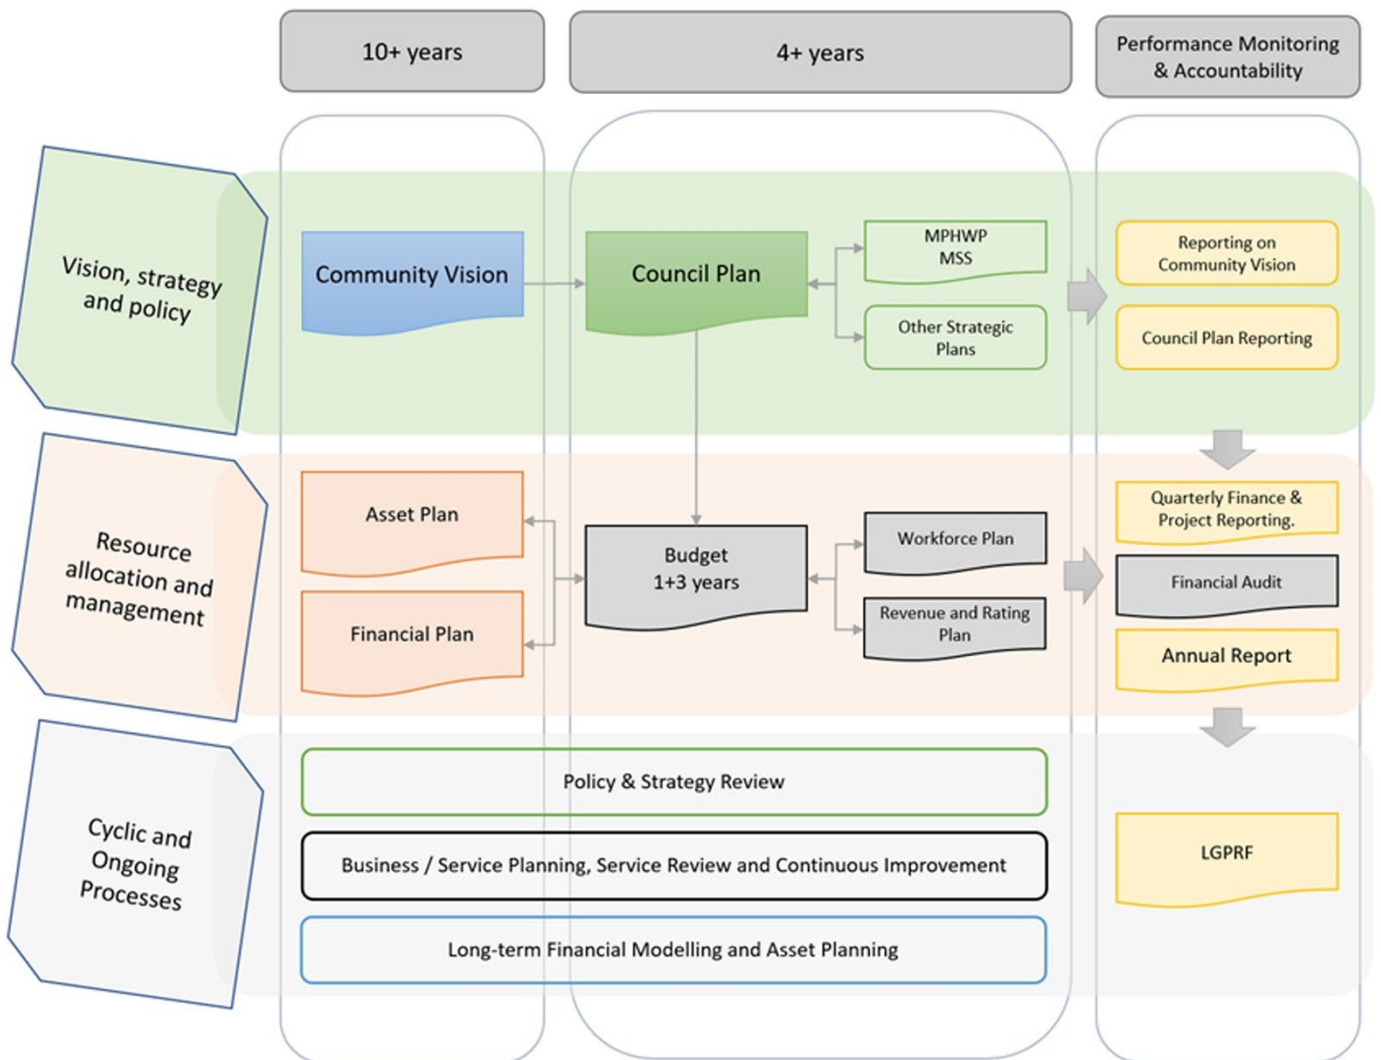 10+ years
4+ years
Performance Monitoring
& Accountability
Vision, strategy
and policy
Community Vision
Council Plan
MPHWP
MSS
Other Strategic
Plans
Reporting on
Community Vision
Council Plan Reporting
Resource
allocation and
management
Asset Plan
Financial Plan
Budget
1+3 years
Workforce Plan
Revenue and Rating
Plan
Quarterly Finance &
Project Reporting.
Financial Audit
Annual Report
Cyclic and
Ongoing
Processes
Policy & Strategy Review
Business / Service Planning, Service Review and Continuous Improvement
Long-term Financial Modelling and Asset Planning
LGPRF